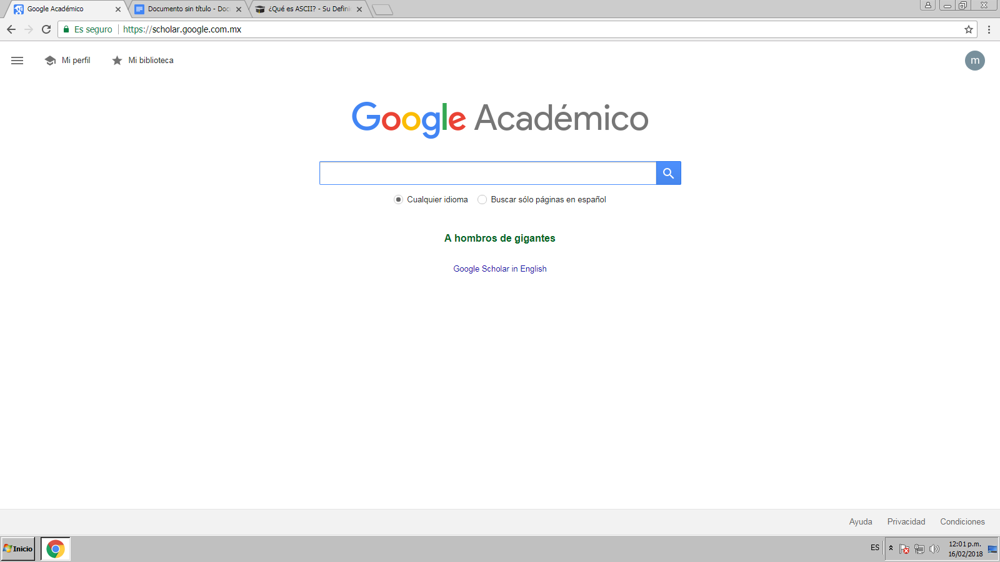 Google Académico
Documento sin título - Doc
¿Qué es ASCII? - Su Defini
Es seguro
https://scholar.google.com.mx
Mi perfil
Mi biblioteca
m
Google Académico
Cualquier idioma
Buscar sólo páginas en español
A hombros de gigantes
Google Scholar in English
Ayuda
Privacidad
Condiciones
Inicio
ES
12:01 p.m.
16/02/2018